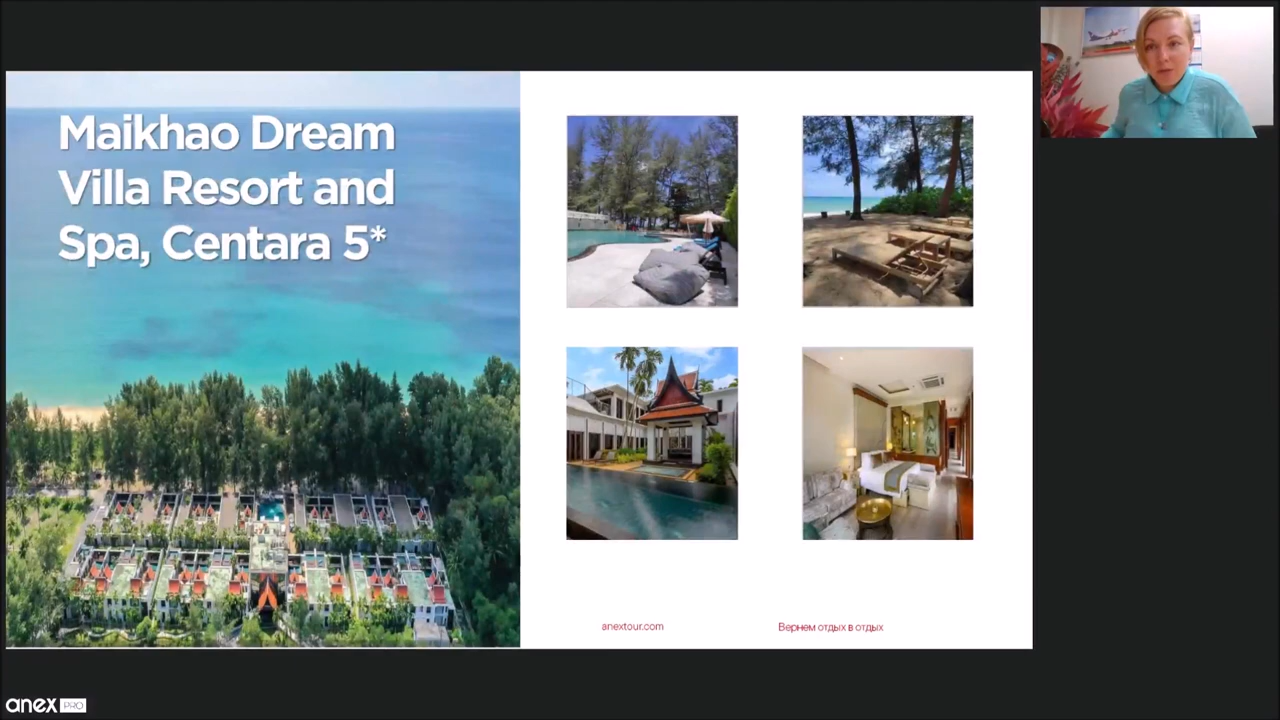 Maikhao Dream
Villa Resort and
Spa, Centara 5*
anextour.com
Вернем отдых в отдых
anex PRO